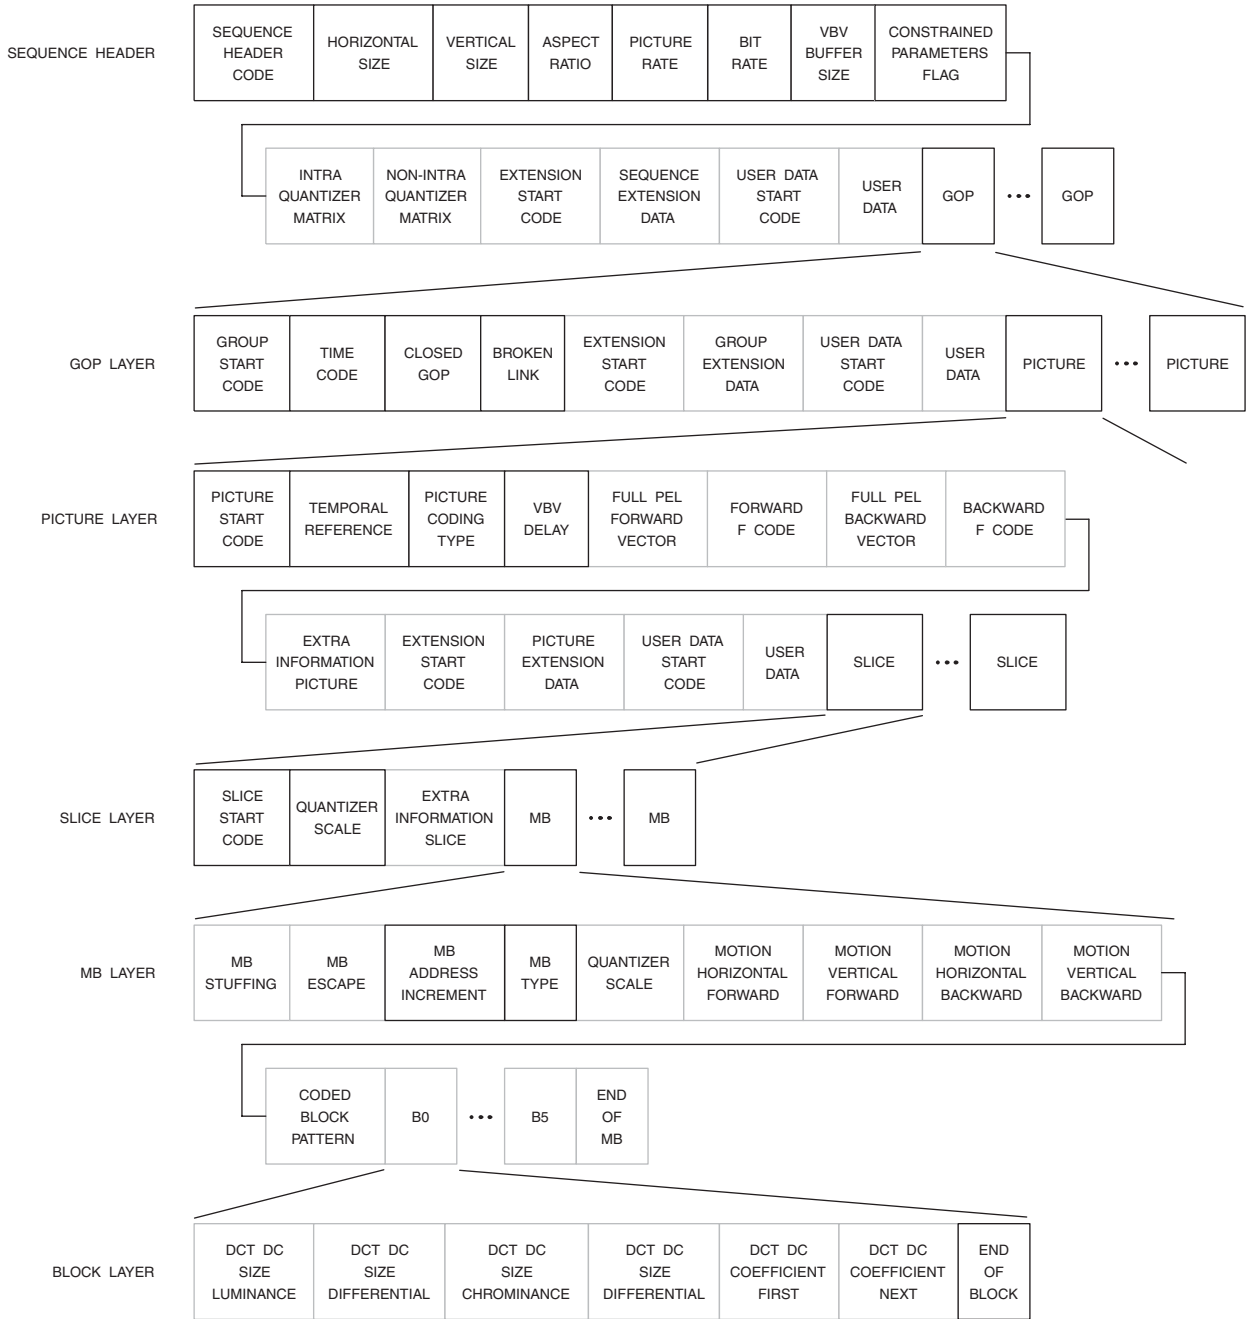 SEQUENCE HEADER
SEQUENCE
HEADER
CODE
HORIZONTAL
SIZE
VERTICAL
SIZE
ASPECT
RATIO
PICTURE
RATE
BIT
RATE
VBV
BUFFER
SIZE
CONSTRAINED
PARAMETERS
FLAG
INTRA
QUANTIZER
MATRIX
NON-INTRA
QUANTIZER
MATRIX
EXTENSION
START
CODE
SEQUENCE
EXTENSION
DATA
USER DATA
START
CODE
USER
DATA
GOP
•••
GOP
GOP LAYER
GROUP
START
CODE
TIME
CODE
CLOSED
GOP
BROKEN
LINK
EXTENSION
START
CODE
GROUP
EXTENSION
DATA
USER DATA
START
CODE
USER
DATA
PICTURE
•••
PICTURE
PICTURE LAYER
PICTURE
START
CODE
TEMPORAL
REFERENCE
PICTURE
CODING
TYPE
VBV
DELAY
FULL PEL
FORWARD
VECTOR
FORWARD
F CODE
FULL PEL
BACKWARD
VECTOR
BACKWARD
F CODE
EXTRA
INFORMATION
PICTURE
EXTENSION
START
CODE
PICTURE
EXTENSION
DATA
USER DATA
START
CODE
USER
DATA
SLICE
•••
SLICE
SLICE LAYER
SLICE
START
CODE
QUANTIZER
SCALE
EXTRA
INFORMATION
SLICE
MB
•••
MB
MB LAYER
MB
STUFFING
MB
ESCAPE
MB
ADDRESS
INCREMENT
MB
TYPE
QUANTIZER
SCALE
MOTION
HORIZONTAL
FORWARD
MOTION
VERTICAL
FORWARD
MOTION
HORIZONTAL
BACKWARD
MOTION
VERTICAL
BACKWARD
CODED
BLOCK
PATTERN
B0
•••
B5
END
OF
MB
BLOCK LAYER
DCT DC
SIZE
LUMINANCE
DCT DC
SIZE
DIFFERENTIAL
DCT DC
SIZE
CHROMINANCE
DCT DC
SIZE
DIFFERENTIAL
DCT DC
COEFFICIENT
FIRST
DCT DC
COEFFICIENT
NEXT
END
OF
BLOCK